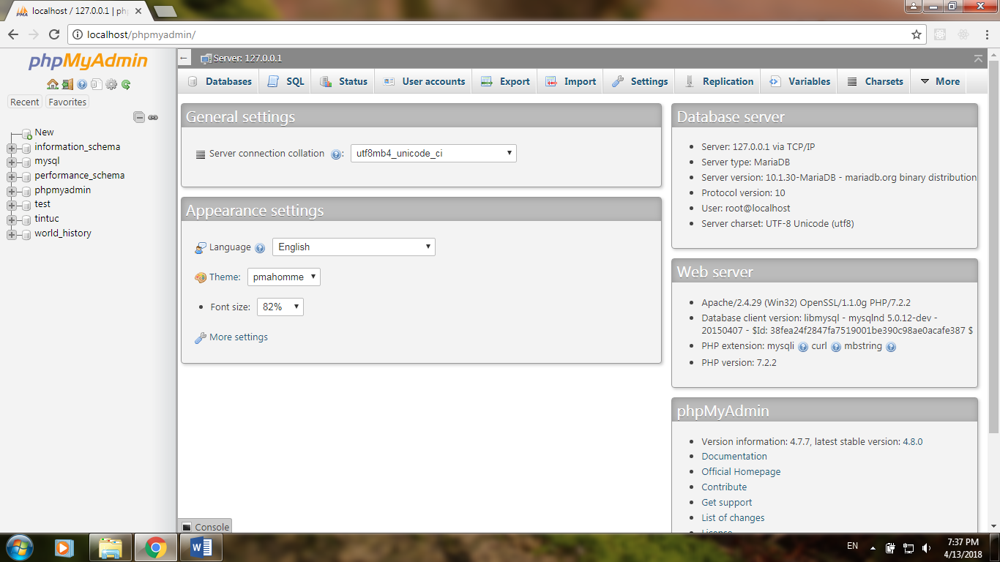 localhost / 127.0.0.1 | ph
localhost/phpmyadmin/
phpMyAdmin
Recent Favorites
New
information_schema
mysql
performance_schema
phpmyadmin
test
tintuc
world_history
Server: 127.0.0.1
Databases SQL Status User accounts Export Import Settings Replication Variables Charsets More
General settings
Server connection collation : utf8mb4_unicode_ci
Appearance settings
Language English
Theme: pmahomme
Font size: 82%
More settings
Database server
Server: 127.0.0.1 via TCP/IP
Server type: MariaDB
Server version: 10.1.30-MariaDB - mariadb.org binary distribution
Protocol version: 10
User: root@localhost
Server charset: UTF-8 Unicode (utf8)
Web server
Apache/2.4.29 (Win32) OpenSSL/1.1.0g PHP/7.2.2
Database client version: libmysql - mysqlnd 5.0.12-dev -
20150407 - $Id: 38fea24f2847fa7519001be390c98ae0acafe387 $
PHP extension: mysqli curl mbstring
PHP version: 7.2.2
phpMyAdmin
Version information: 4.7.7, latest stable version: 4.8.0
Documentation
Official Homepage
Contribute
Get support
List of changes
License
Console
EN
7:37 PM
4/13/2018